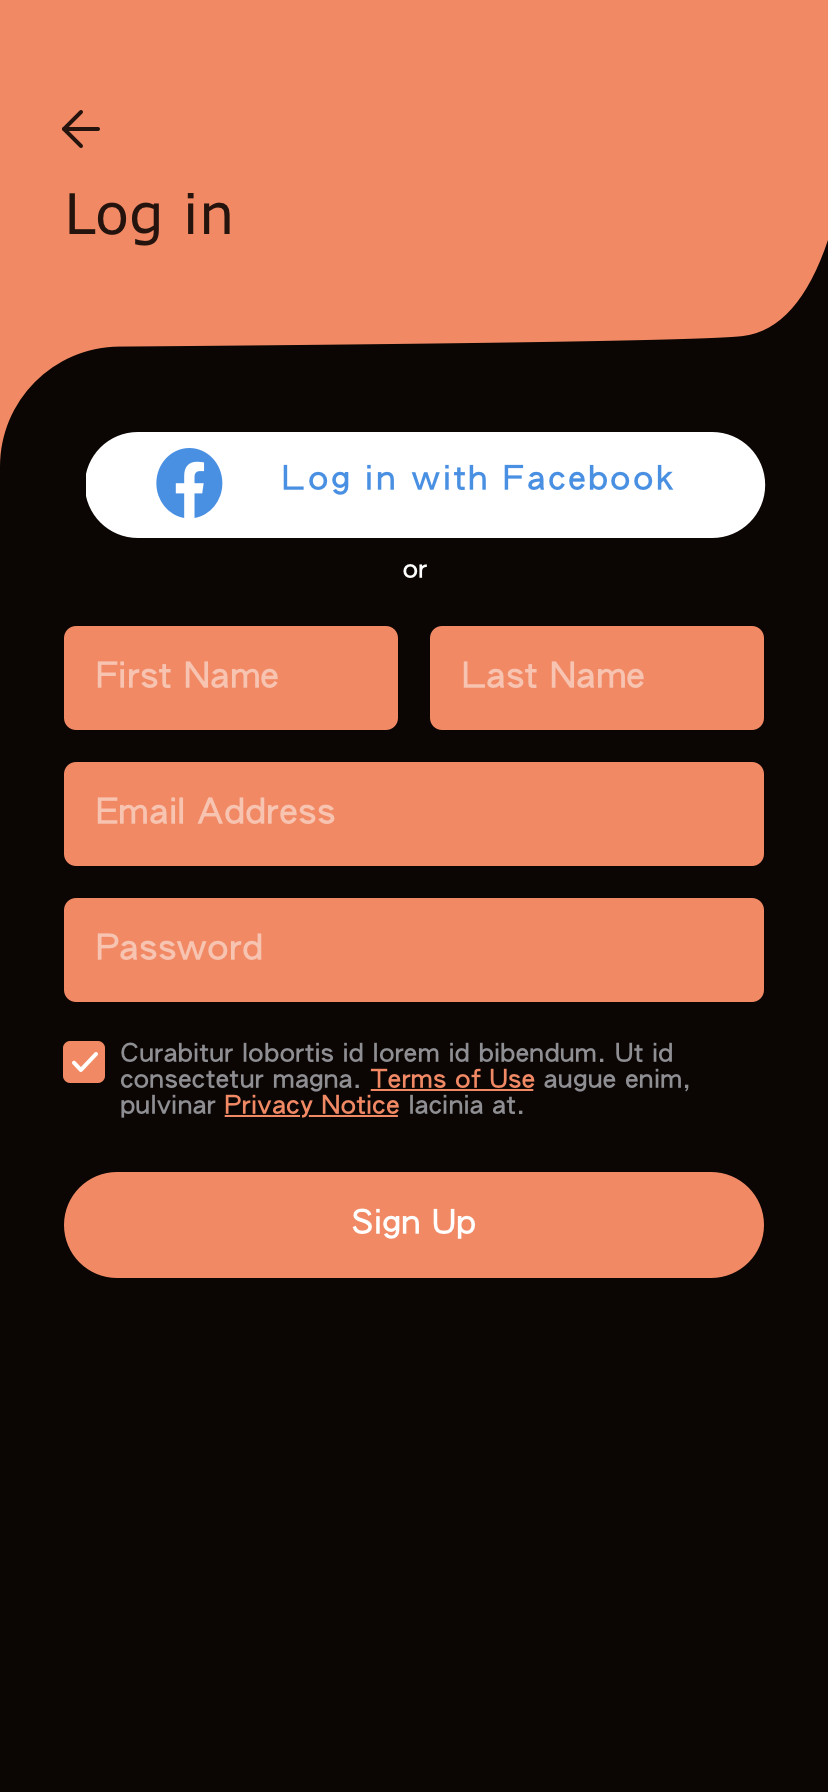 Log in
Log in with Facebook
or
First Name
Last Name
Email Address
Password
Curabitur lobortis id lorem id bibendum. Ut id
consectetur magna. Terms of Use augue enim,
pulvinar Privacy Notice lacinia at.
Sign Up